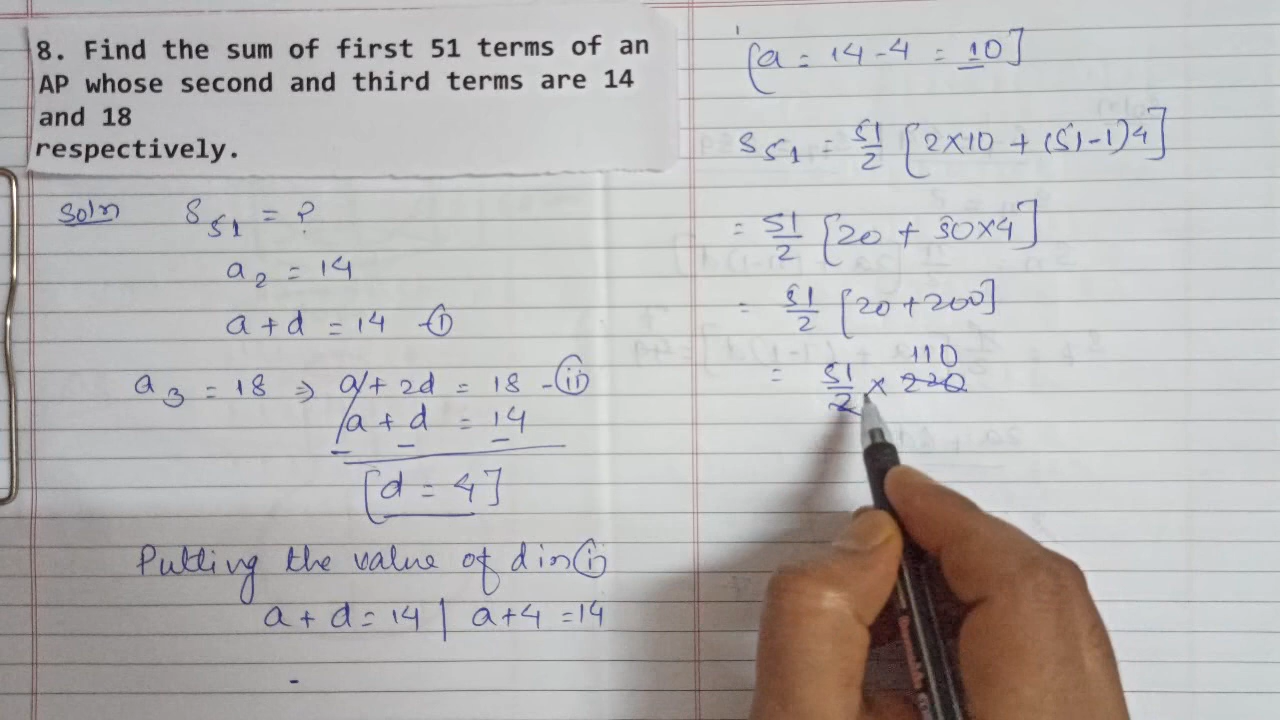 8. Find the sum of first 51 terms of an
AP whose second and third terms are 14
and 18
respectively.
Soln S₅₁ = ?
a₂ = 14
a + d = 14 -(i)
a₃ = 18 ⇒ a + 2d = 18 -(ii)
a + d = 14
- - -
[d = 4]
Putting the value of d in (i)
a + d = 14 | a + 4 = 14
[a = 14 - 4 = 10]
S₅₁ = 51/2 [2×10 + (51-1)4]
= 51/2 [20 + 50×4]
= 51/2 [20 + 200]
110
= 51/2 × 220